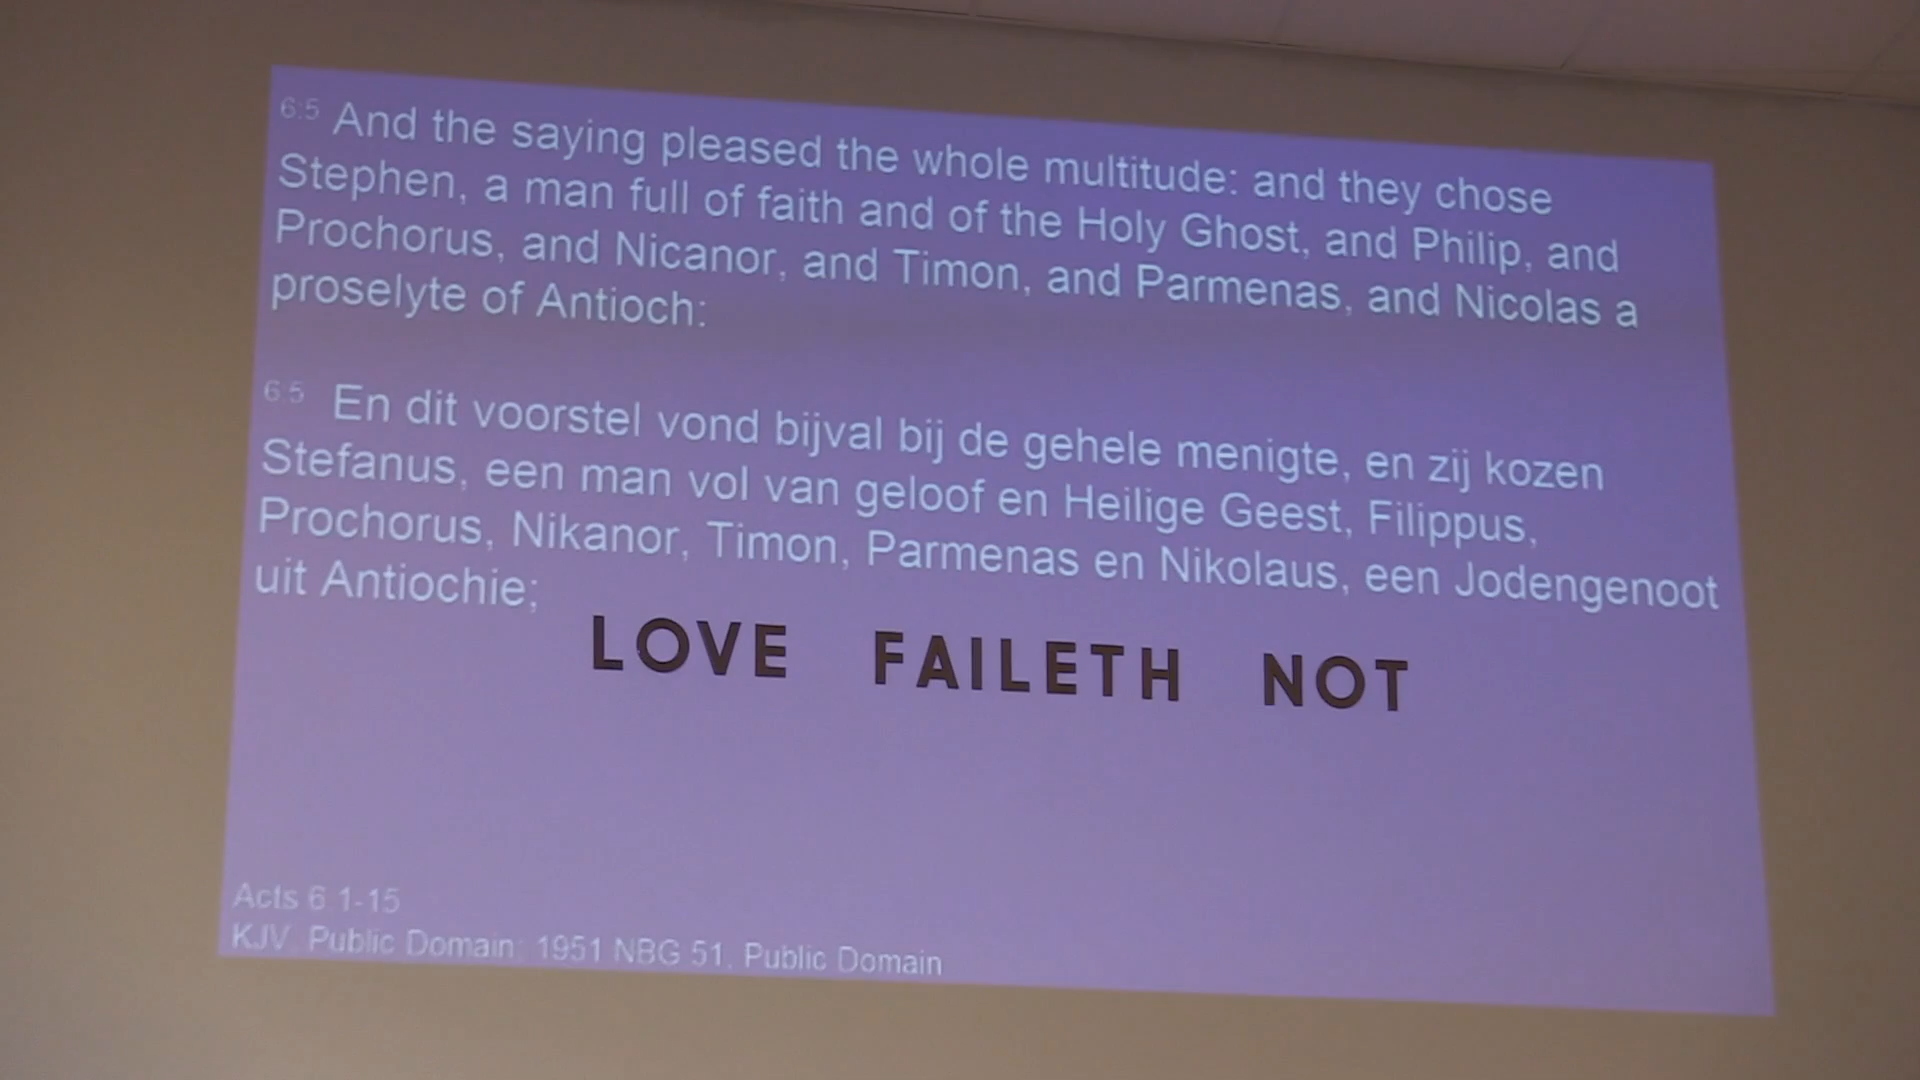 6:5 And the saying pleased the whole multitude: and they chose
Stephen, a man full of faith and of the Holy Ghost, and Philip, and
Prochorus, and Nicanor, and Timon, and Parmenas, and Nicolas a
proselyte of Antioch:
6:5 En dit voorstel vond bijval bij de gehele menigte, en zij kozen
Stefanus, een man vol van geloof en Heilige Geest, Filippus,
Prochorus, Nikanor, Timon, Parmenas en Nikolaus, een Jodengenoot
uit Antiochie;
LOVE FAILETH NOT
Acts 6:1-15
KJV, Public Domain; 1951 NBG 51, Public Domain